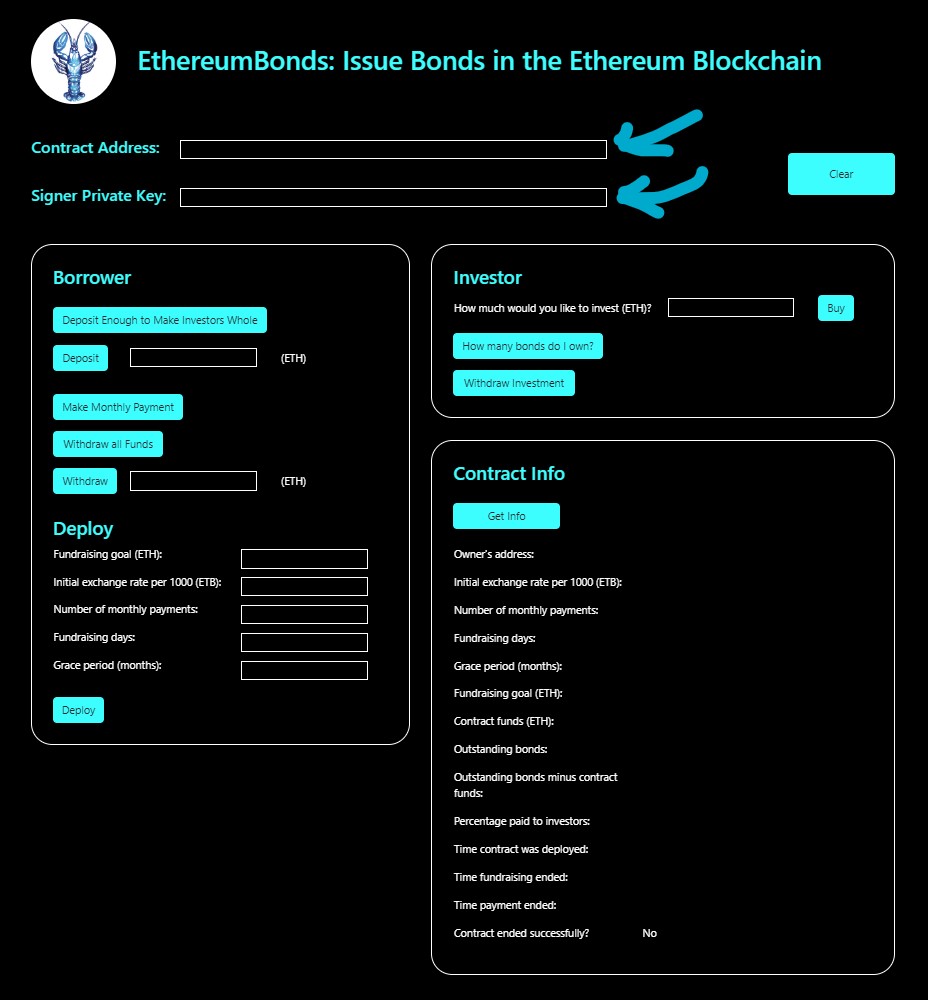 EthereumBonds: Issue Bonds in the Ethereum Blockchain
Contract Address:
Clear
Signer Private Key:
Borrower
Deposit Enough to Make Investors Whole
Deposit (ETH)
Make Monthly Payment
Withdraw all Funds
Withdraw (ETH)
Deploy
Fundraising goal (ETH):
Initial exchange rate per 1000 (ETB):
Number of monthly payments:
Fundraising days:
Grace period (months):
Deploy
Investor
How much would you like to invest (ETH)? Buy
How many bonds do I own?
Withdraw Investment
Contract Info
Get Info
Owner's address:
Initial exchange rate per 1000 (ETB):
Number of monthly payments:
Fundraising days:
Grace period (months):
Fundraising goal (ETH):
Contract funds (ETH):
Outstanding bonds:
Outstanding bonds minus contract
funds:
Percentage paid to investors:
Time contract was deployed:
Time fundraising ended:
Time payment ended:
Contract ended successfully? No